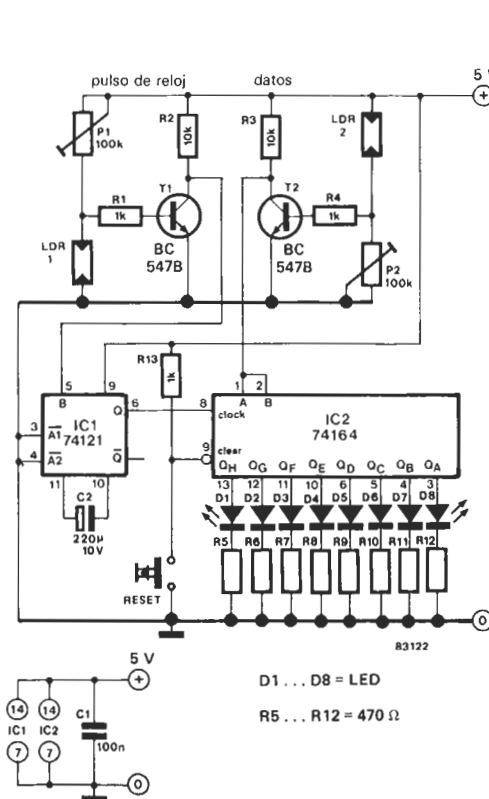 5 V
pulso de reloj datos
+
P1
100k
R2
10k
R3
10k
LDR
2
R1
1k
T1
T2
R4
1k
LDR
1
BC
547B
BC
547B
P2
100k
R13
1k
5 9
B
IC1
74121
Q 6
3 A1
4 A2
Q
11 10
C2
220µ
10V
1 2
A B
8 clock
IC2
74164
9 clear
QH QG QF QE QD QC QB QA
13 12 11 10 6 5 4 3
D1 D2 D3 D4 D5 D6 D7 D8
R5 R6 R7 R8 R9 R10 R11 R12
RESET
0
83122
5 V
+
14 14
IC1 IC2
7 7
C1
100n
0
D1 . . . D8 = LED
R5 . . . R12 = 470 Ω